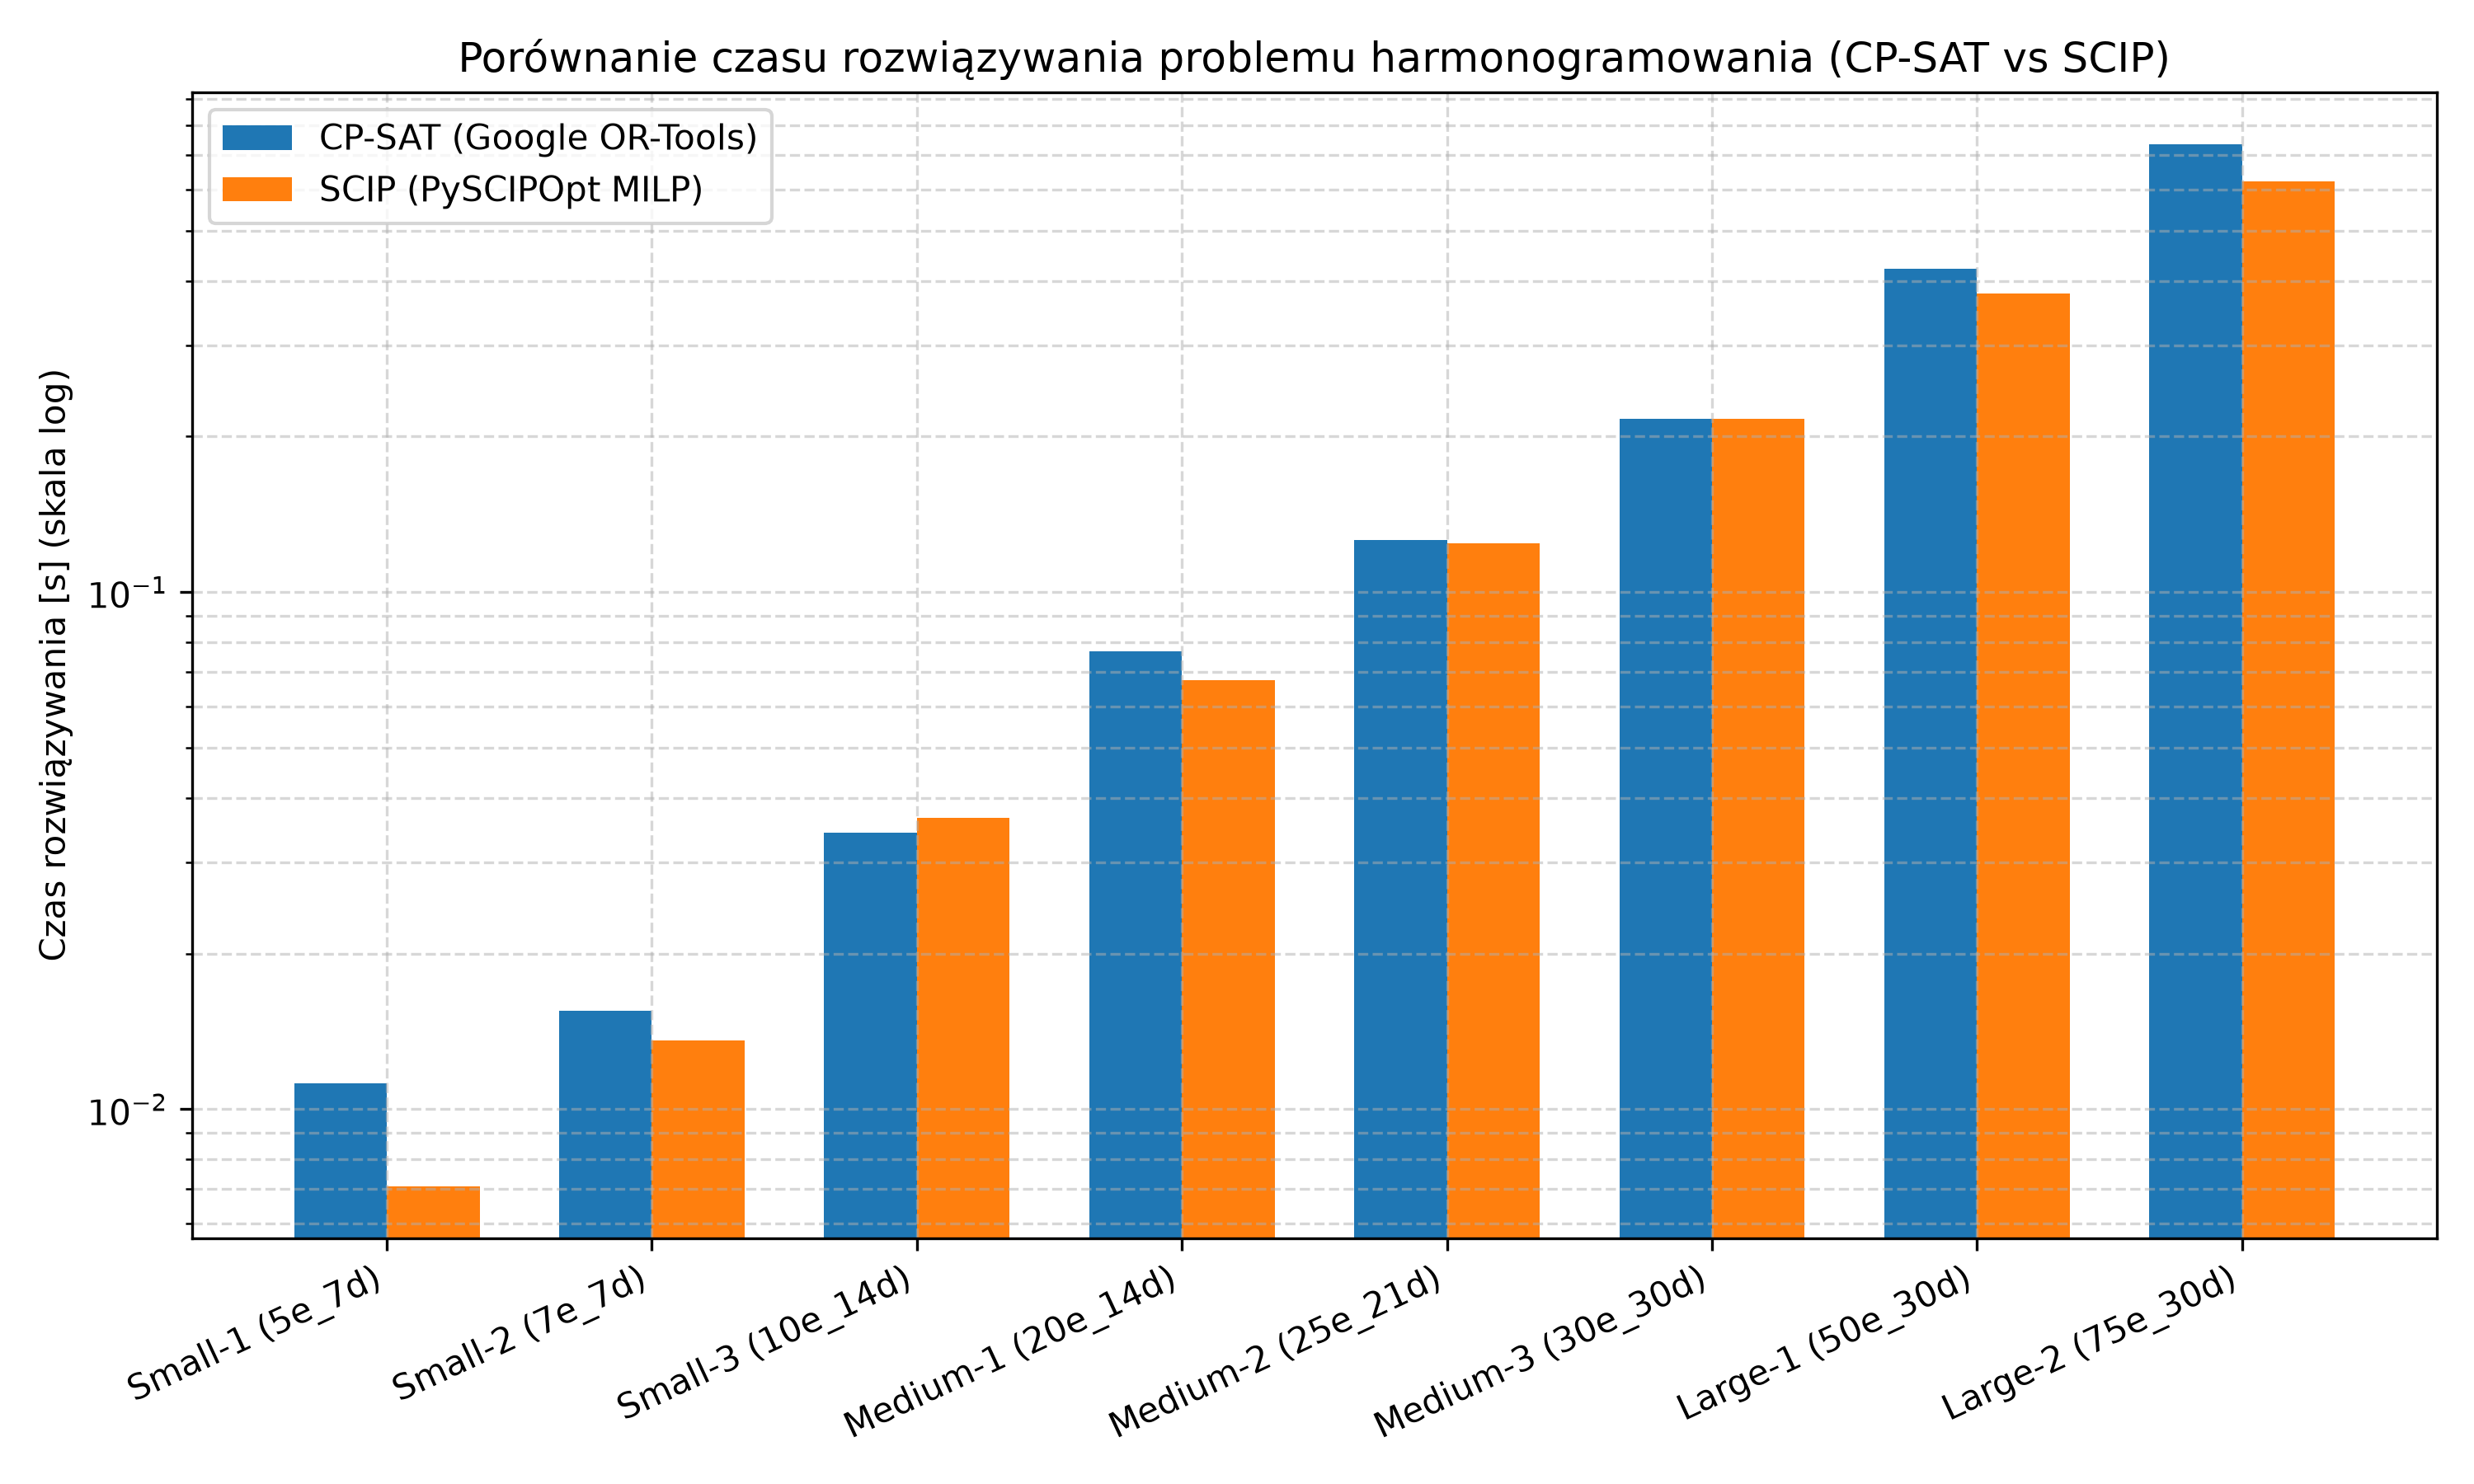 Porównanie czasu rozwiązywania problemu harmonogramowania (CP-SAT vs SCIP)
CP-SAT (Google OR-Tools)
SCIP (PySCIPOpt MILP)
Czas rozwiązywania [s] (skala log)
10⁻¹
10⁻²
Small-1 (5e_7d)
Small-2 (7e_7d)
Small-3 (10e_14d)
Medium-1 (20e_14d)
Medium-2 (25e_21d)
Medium-3 (30e_30d)
Large-1 (50e_30d)
Large-2 (75e_30d)